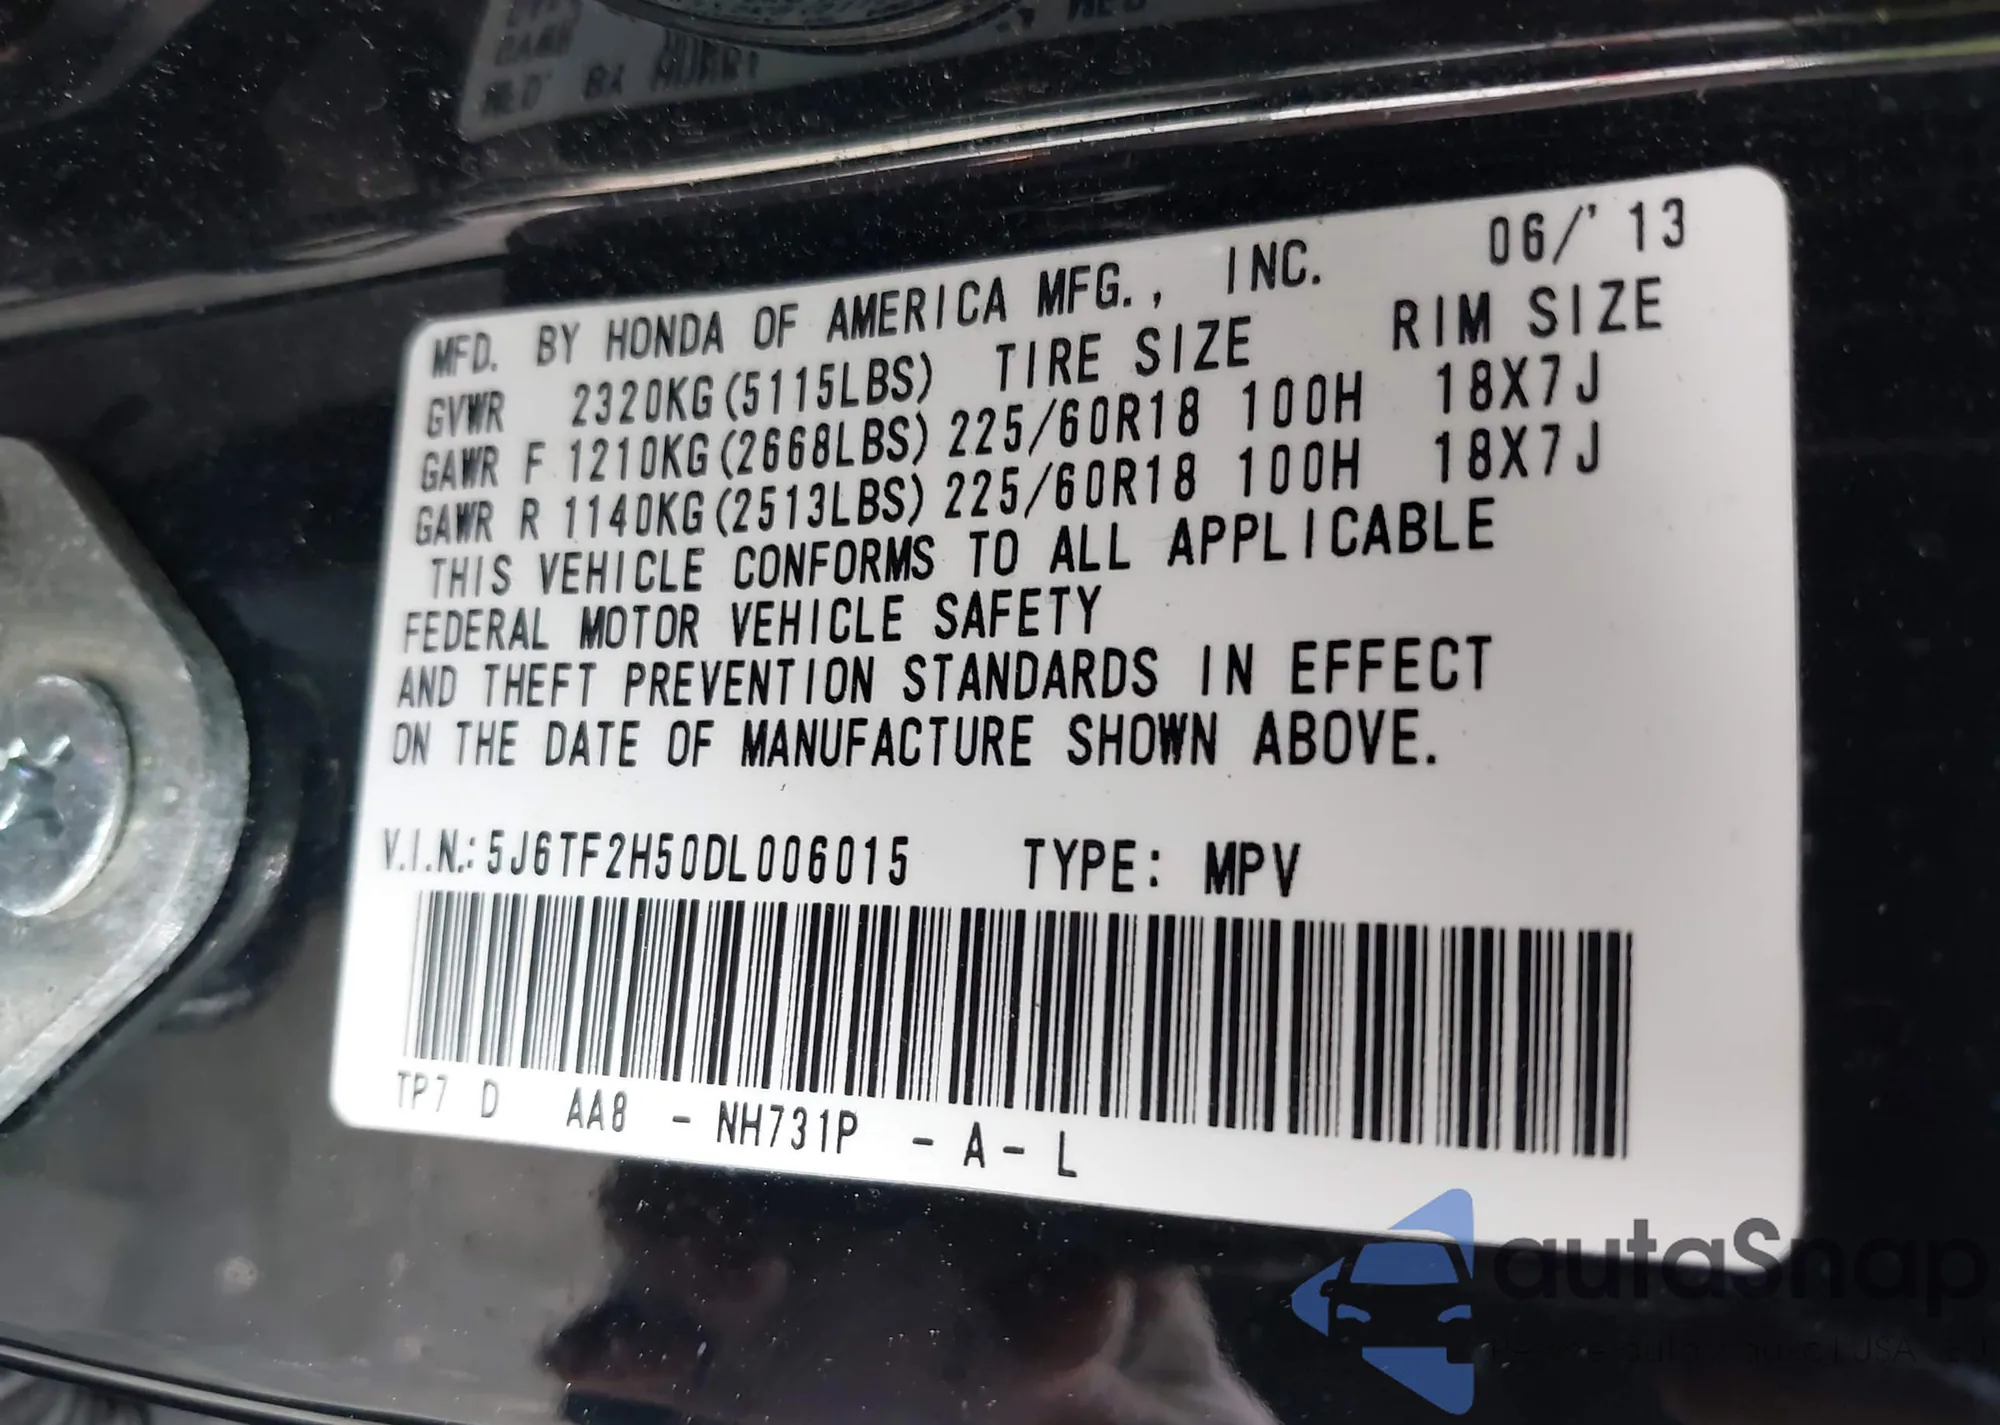 MFD. BY HONDA OF AMERICA MFG., INC. 06/'13
GVWR 2320KG(5115LBS) TIRE SIZE RIM SIZE
GAWR F 1210KG(2668LBS) 225/60R18 100H 18X7J
GAWR R 1140KG(2513LBS) 225/60R18 100H 18X7J
THIS VEHICLE CONFORMS TO ALL APPLICABLE
FEDERAL MOTOR VEHICLE SAFETY
AND THEFT PREVENTION STANDARDS IN EFFECT
ON THE DATE OF MANUFACTURE SHOWN ABOVE.
V.I.N.: 5J6TF2H50DL006015 TYPE: MPV
TP7 D AA8 - NH731P - A - L
autaSnap